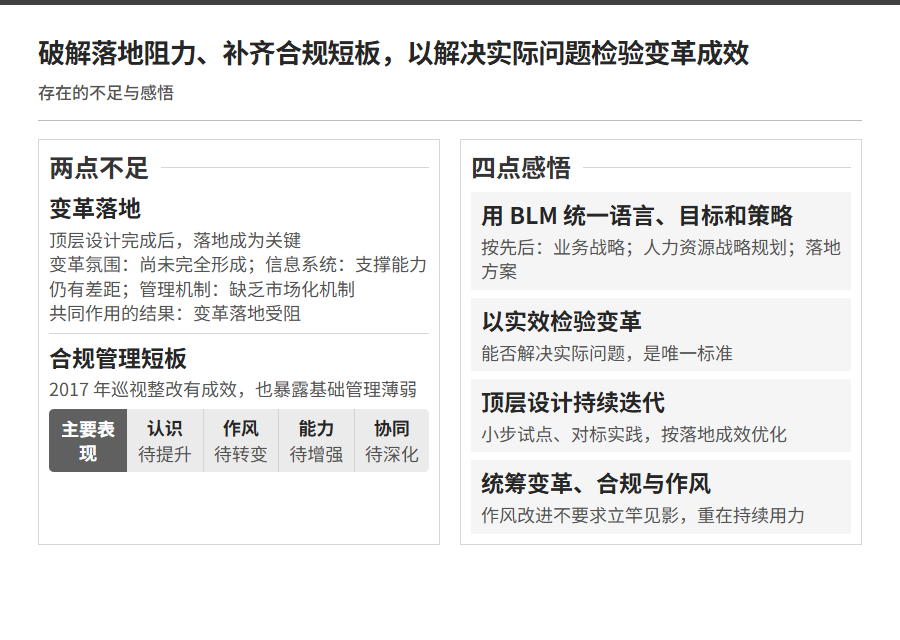 破解落地阻力、补齐合规短板，以解决实际问题检验变革成效
存在的不足与感悟
两点不足
变革落地
顶层设计完成后，落地成为关键
变革氛围：尚未完全形成；信息系统：支撑能力
仍有差距；管理机制：缺乏市场化机制
共同作用的结果：变革落地受阻
合规管理短板
2017 年巡视整改有成效，也暴露基础管理薄弱
主要表
现
认识
待提升
作风
待转变
能力
待增强
协同
待深化
四点感悟
用 BLM 统一语言、目标和策略
按先后：业务战略；人力资源战略规划；落地
方案
以实效检验变革
能否解决实际问题，是唯一标准
顶层设计持续迭代
小步试点、对标实践，按落地成效优化
统筹变革、合规与作风
作风改进不要求立竿见影，重在持续用力